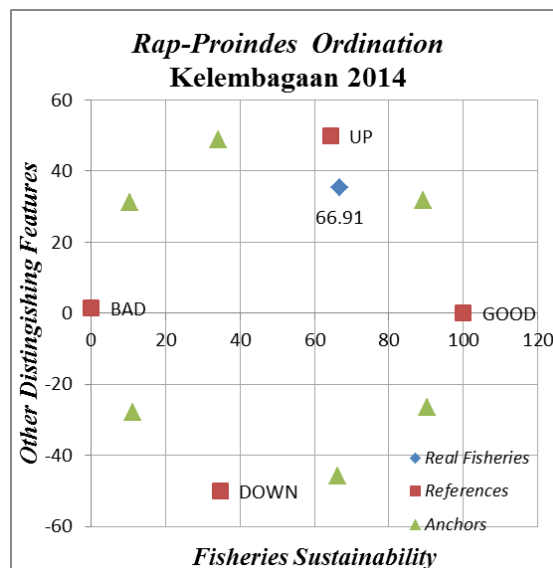 Rap-Proindes Ordination
Kelembagaan 2014
Other Distingishing Features
60
40
20
0
-20
-40
-60
UP
66.91
BAD
GOOD
0 20 40 60 80 100 120
DOWN
Real Fisheries
References
Anchors
Fisheries Sustainability